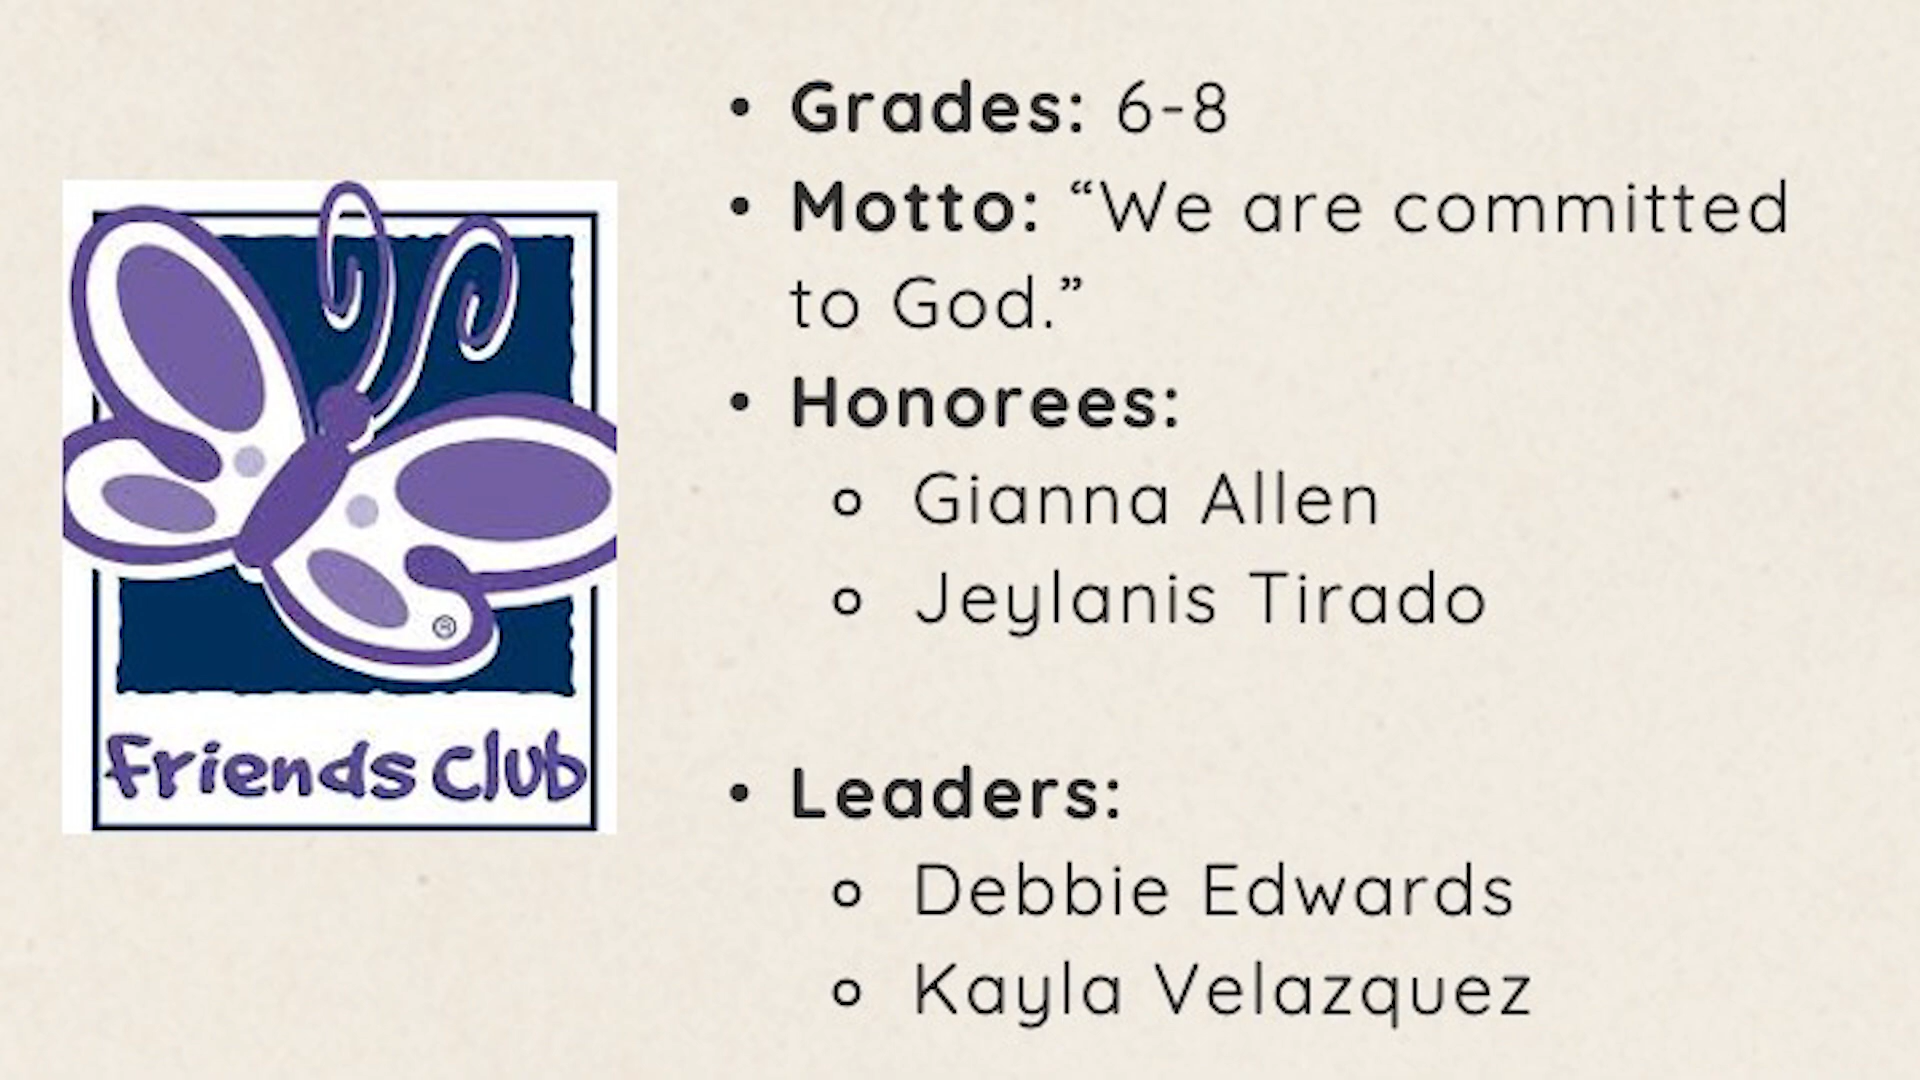 • Grades: 6-8
• Motto: “We are committed
to God.”
• Honorees:
○ Gianna Allen
○ Jeylanis Tirado
• Leaders:
○ Debbie Edwards
○ Kayla Velazquez
®
Friends Club